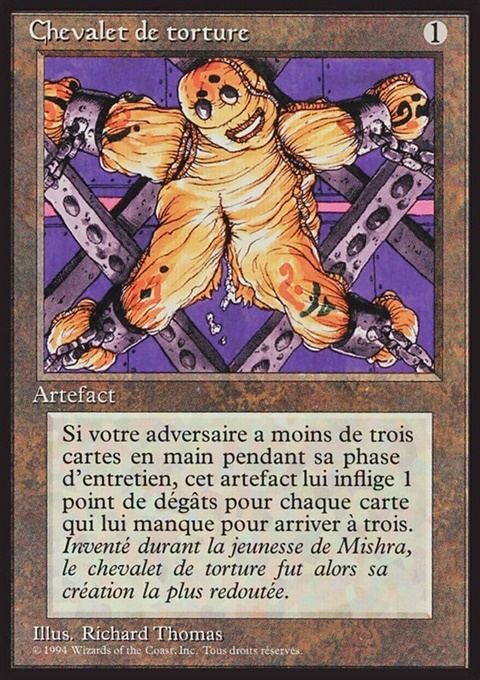 Chevalet de torture 1
Artefact
Si votre adversaire a moins de trois
cartes en main pendant sa phase
d'entretien, cet artefact lui inflige 1
point de dégâts pour chaque carte
qui lui manque pour arriver à trois.
Inventé durant la jeunesse de Mishra,
le chevalet de torture fut alors sa
création la plus redoutée.
Illus. Richard Thomas
© 1994 Wizards of the Coast, Inc. Tous droits réservés.